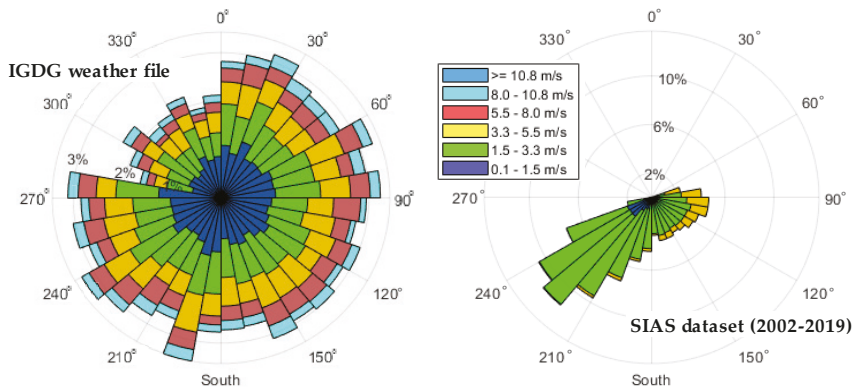 0°
330°
30°
IGDG weather file
300°
60°
3%
2%
1%
270°
90°
240°
120°
210°
150°
South
0°
330°
30°
>= 10.8 m/s
8.0 - 10.8 m/s
5.5 - 8.0 m/s
3.3 - 5.5 m/s
1.5 - 3.3 m/s
0.1 - 1.5 m/s
10%
60°
6%
2%
270°
90°
240°
120°
SIAS dataset (2002-2019)
210°
150°
South